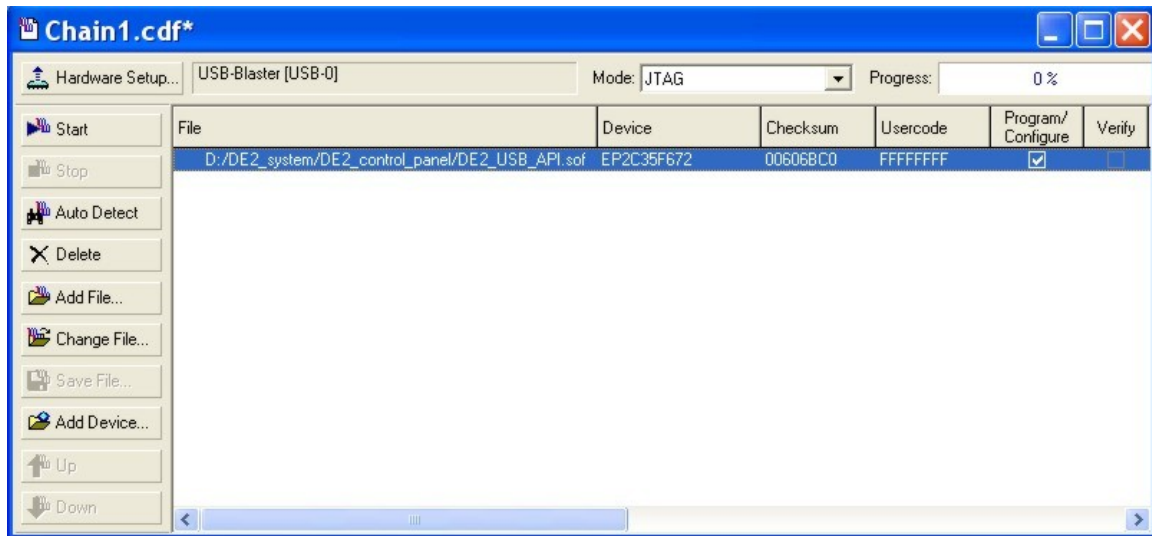 Chain1.cdf*
Hardware Setup... USB-Blaster [USB-0] Mode: JTAG Progress: 0 %
Start
Stop
Auto Detect
Delete
Add File...
Change File...
Save File...
Add Device...
Up
Down
File Device Checksum Usercode Program/ Configure Verify
D:/DE2_system/DE2_control_panel/DE2_USB_API.sof EP2C35F672 00606BC0 FFFFFFFF